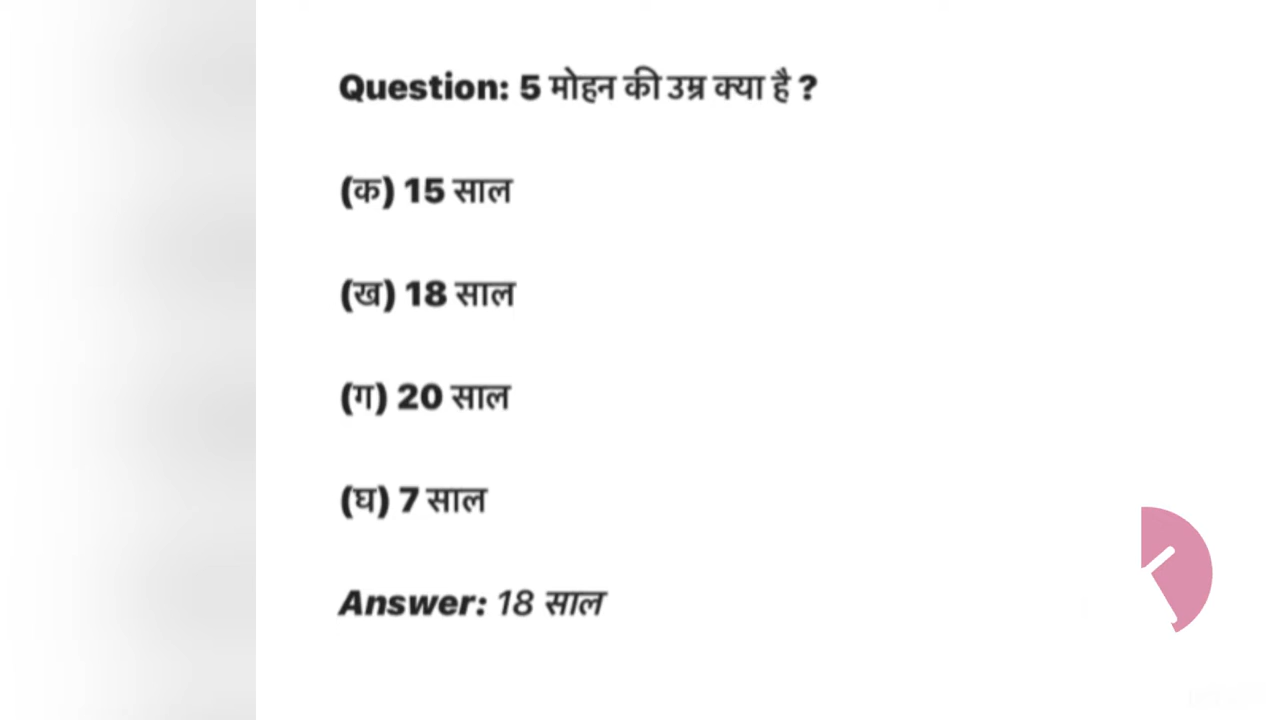 Question: 5 मोहन की उम्र क्या है ?
(क) 15 साल
(ख) 18 साल
(ग) 20 साल
(घ) 7 साल
Answer: 18 साल